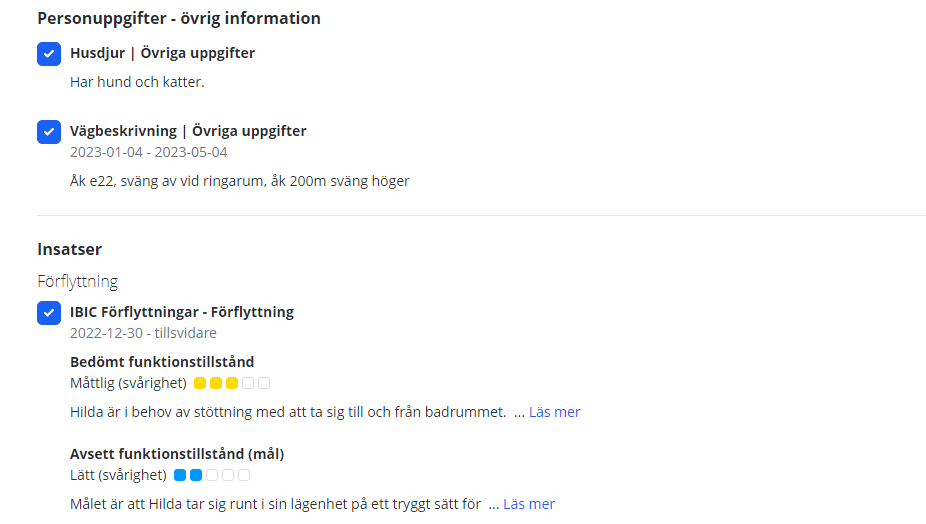 Personuppgifter - övrig information
Husdjur | Övriga uppgifter
Har hund och katter.
Vägbeskrivning | Övriga uppgifter
2023-01-04 - 2023-05-04
Åk e22, sväng av vid ringarum, åk 200m sväng höger
Insatser
Förflyttning
IBIC Förflyttningar - Förflyttning
2022-12-30 - tillsvidare
Bedömt funktionstillstånd
Måttlig (svårighet)
Hilda är i behov av stöttning med att ta sig till och från badrummet. ... Läs mer
Avsett funktionstillstånd (mål)
Lätt (svårighet)
Målet är att Hilda tar sig runt i sin lägenhet på ett tryggt sätt för ... Läs mer